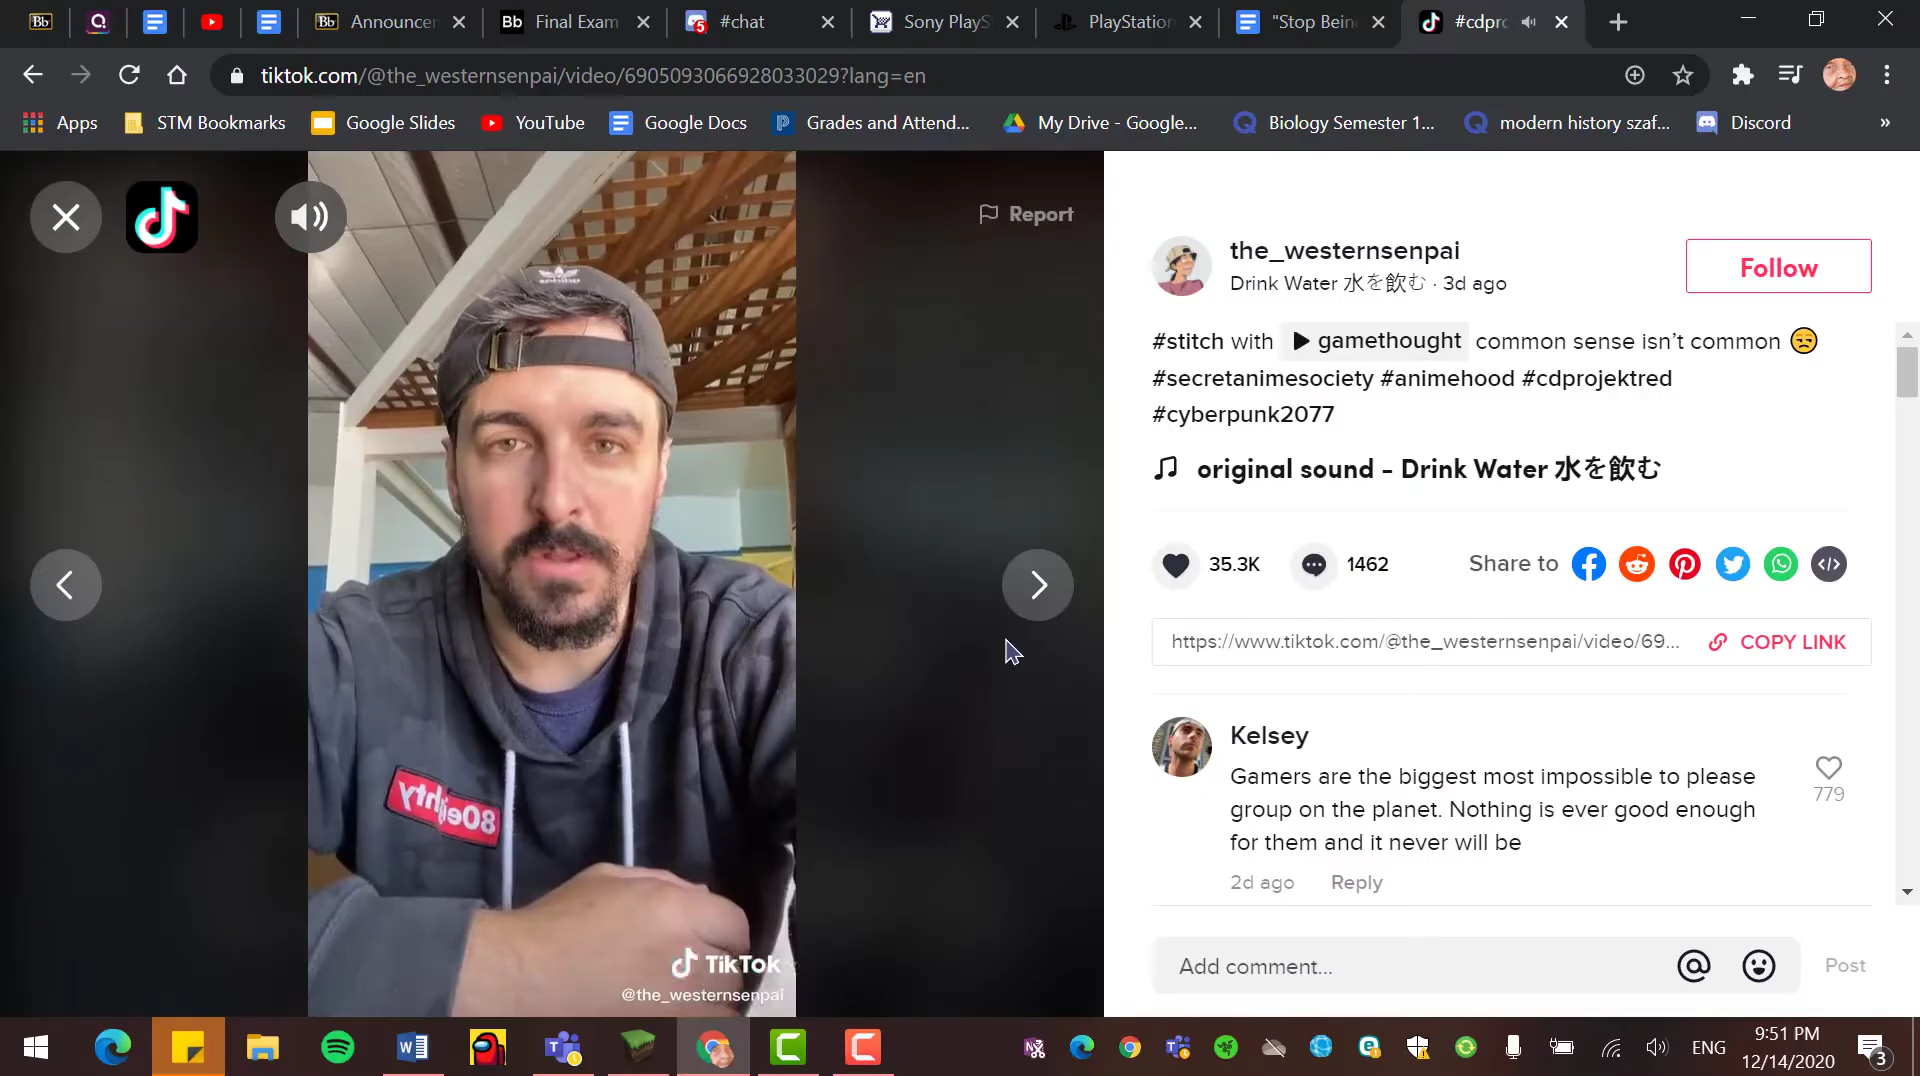 Announcer
Final Exam
#chat
Sony PlayS
PlayStation
"Stop Bein
#cdpro
tiktok.com/@the_westernsenpai/video/6905093066928033029?lang=en
Apps
STM Bookmarks
Google Slides
YouTube
Google Docs
Grades and Attend...
My Drive - Google...
Biology Semester 1...
modern history szaf...
Discord
»
Report
80eighty
TikTok
@the_westernsenpai
the_westernsenpai
Drink Water 水を飲む · 3d ago
Follow
#stitch with gamethought common sense isn't common
#secretanimesociety #animehood #cdprojektred
#cyberpunk2077
original sound - Drink Water 水を飲む
35.3K
1462
Share to
https://www.tiktok.com/@the_westernsenpai/video/69...
COPY LINK
Kelsey
Gamers are the biggest most impossible to please
group on the planet. Nothing is ever good enough
for them and it never will be
779
2d ago
Reply
Add comment...
Post
ENG
9:51 PM
12/14/2020
3